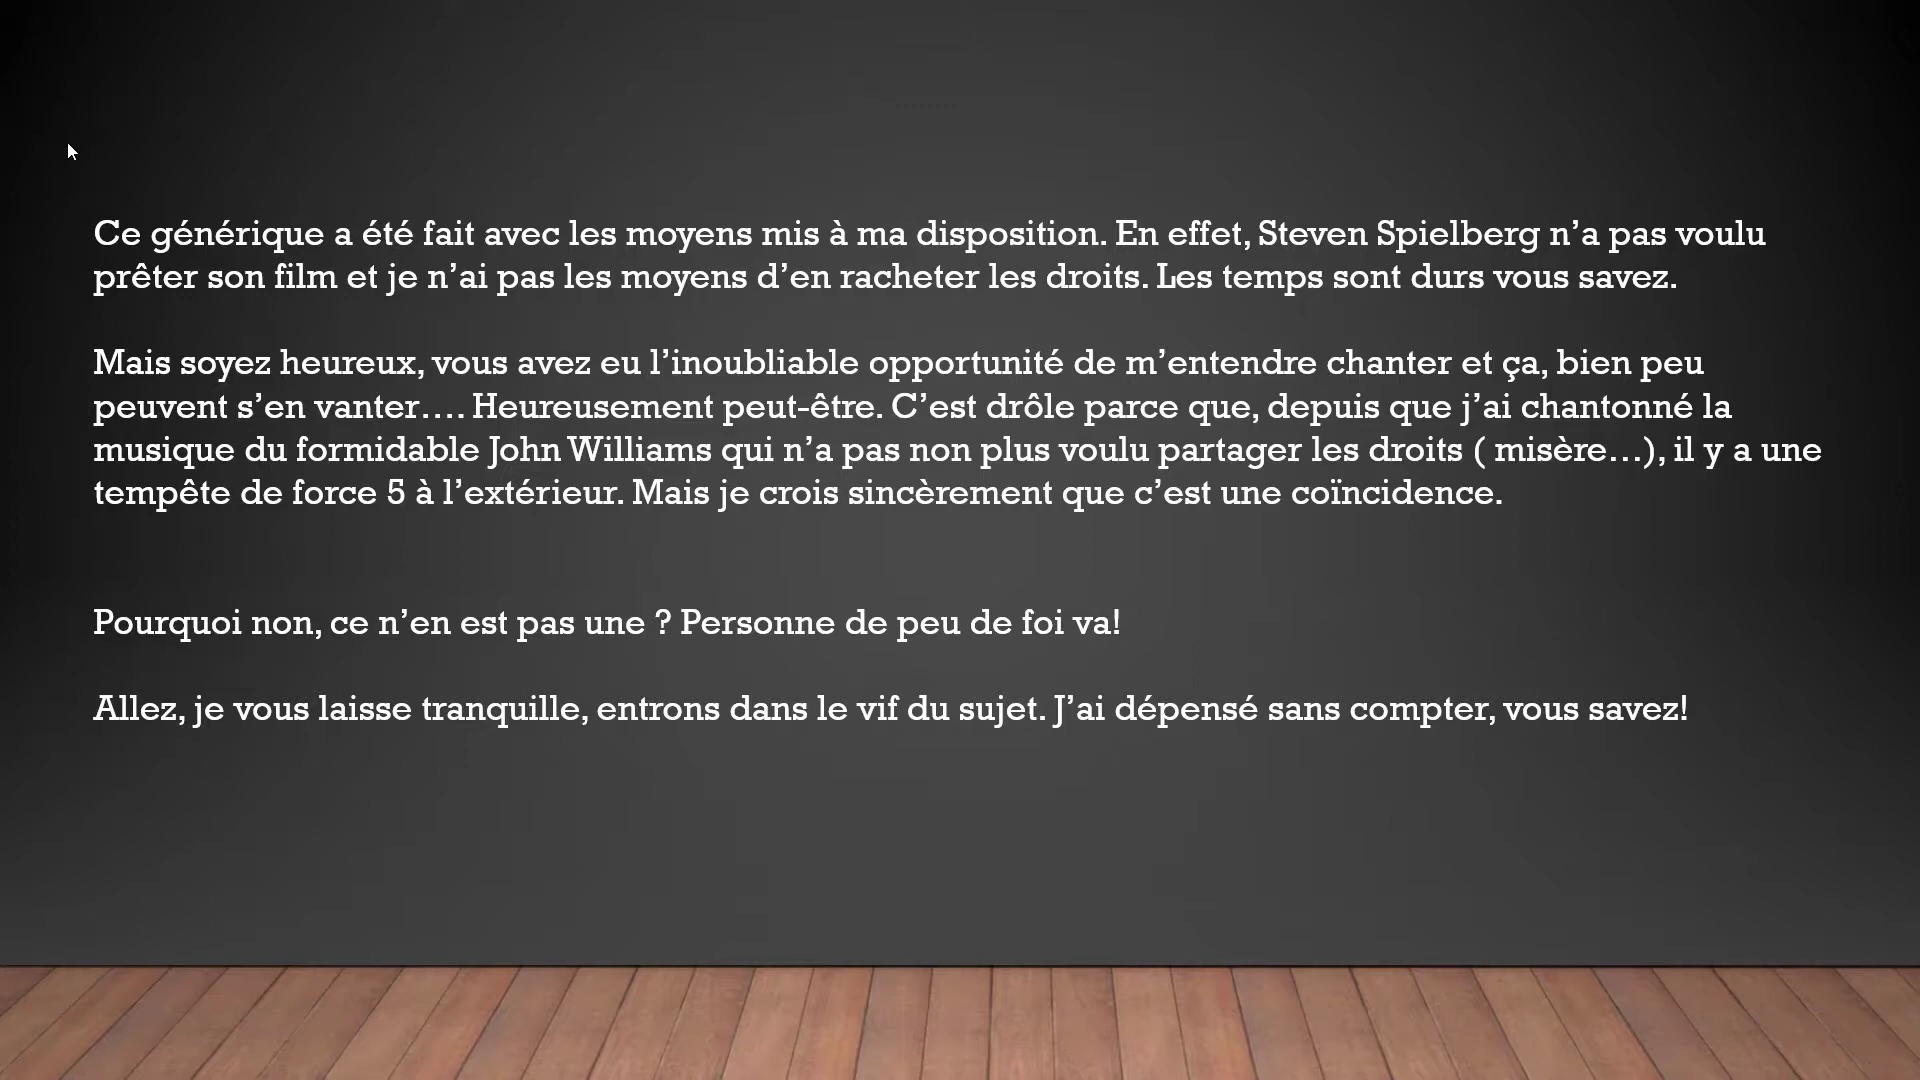 Ce générique a été fait avec les moyens mis à ma disposition. En effet, Steven Spielberg n’a pas voulu
prêter son film et je n’ai pas les moyens d’en racheter les droits. Les temps sont durs vous savez.
Mais soyez heureux, vous avez eu l’inoubliable opportunité de m’entendre chanter et ça, bien peu
peuvent s’en vanter…. Heureusement peut-être. C’est drôle parce que, depuis que j’ai chantonné la
musique du formidable John Williams qui n’a pas non plus voulu partager les droits ( misère…), il y a une
tempête de force 5 à l’extérieur. Mais je crois sincèrement que c’est une coïncidence.
Pourquoi non, ce n’en est pas une ? Personne de peu de foi va!
Allez, je vous laisse tranquille, entrons dans le vif du sujet. J’ai dépensé sans compter, vous savez!